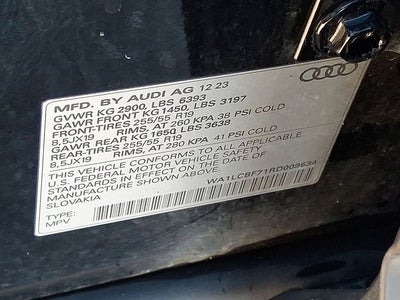 MFD. BY AUDI AG 12 23
GVWR KG 2900, LBS 6393
GAWR FRONT KG 1450, LBS 3197
FRONT-TIRES 255/55 R19
8,5JX19 RIMS, AT 260 KPA 38 PSI COLD
GAWR REAR KG 1650 LBS 3638
REAR-TIRES 255/55 R19
8,5JX19 RIMS, AT 280 KPA 41 PSI COLD
THIS VEHICLE CONFORMS TO ALL APPLICABLE
FEDERAL MOTOR VEHICLE SAFETY
STANDARDS IN EFFECT ON THE DATE OF MANU-
FACTURE SHOWN ABOVE.
SLOVAKIA
WA1LCBF71RD009634
TYPE:
MPV